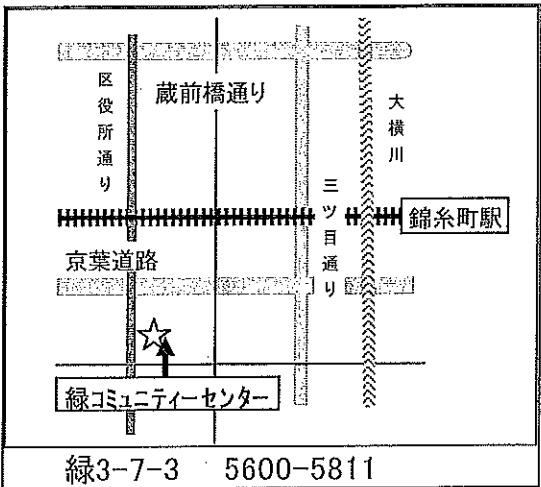 区役所通り
蔵前橋通り
大横川
三ツ目通り
錦糸町駅
京葉道路
緑コミュニティーセンター
緑3-7-3 5600-5811